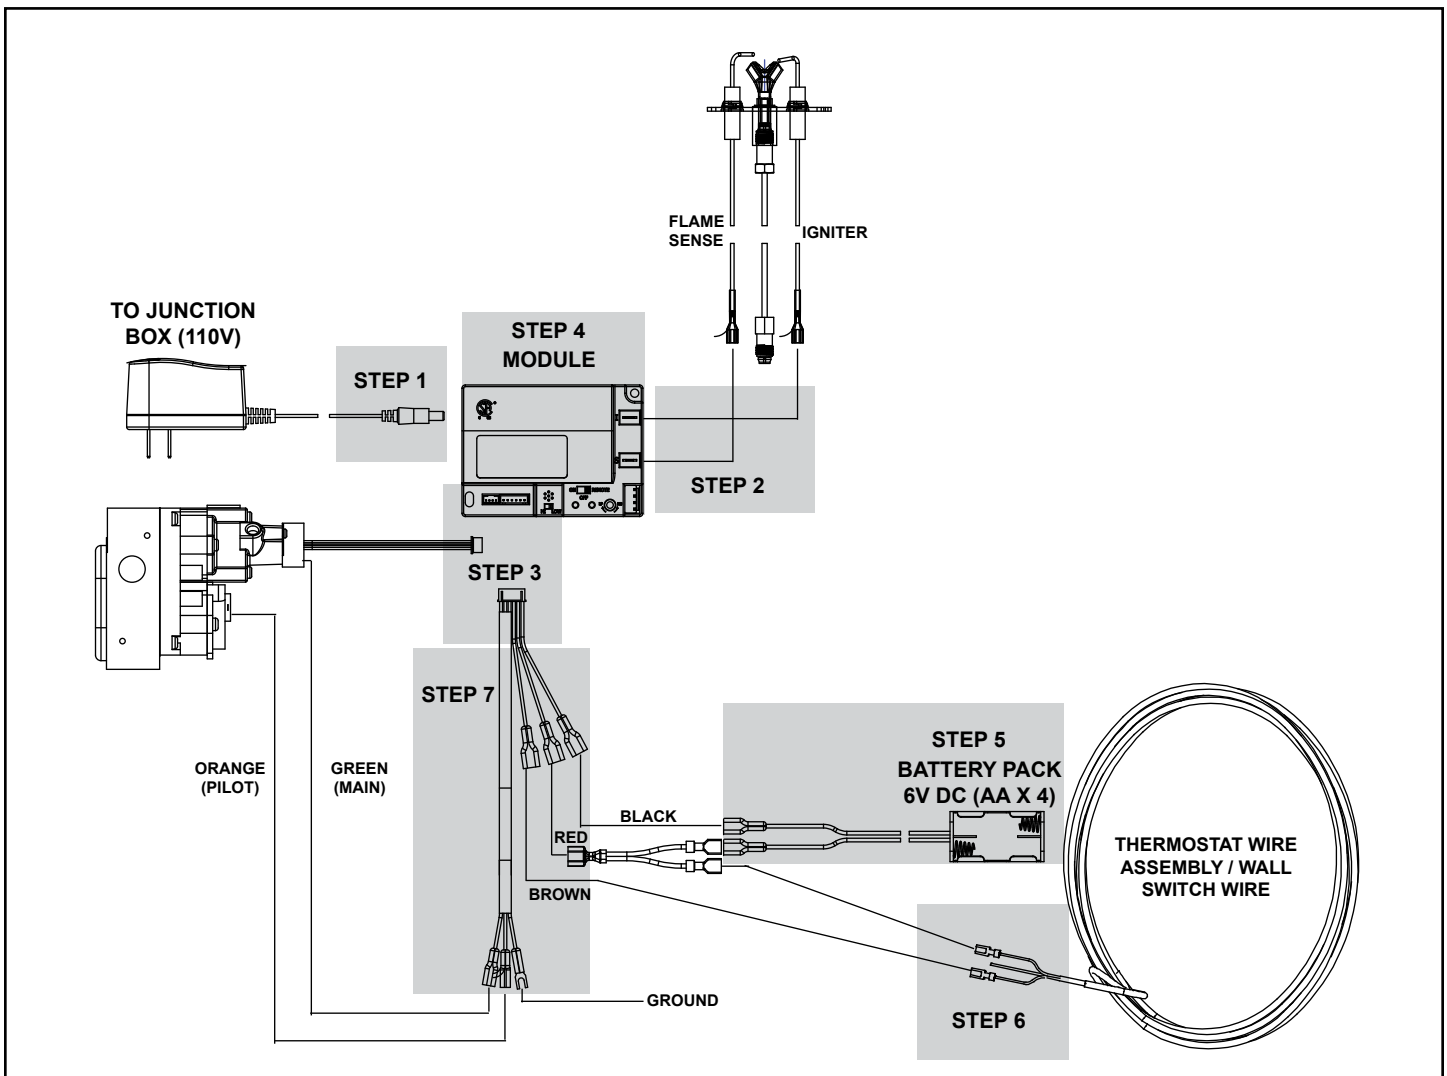 FLAME
SENSE
IGNITER
TO JUNCTION
BOX (110V)
STEP 4
MODULE
STEP 1
STEP 2
STEP 3
STEP 7
ORANGE
(PILOT)
GREEN
(MAIN)
STEP 5
BATTERY PACK
6V DC (AA X 4)
BLACK
RED
BROWN
THERMOSTAT WIRE
ASSEMBLY / WALL
SWITCH WIRE
GROUND
STEP 6